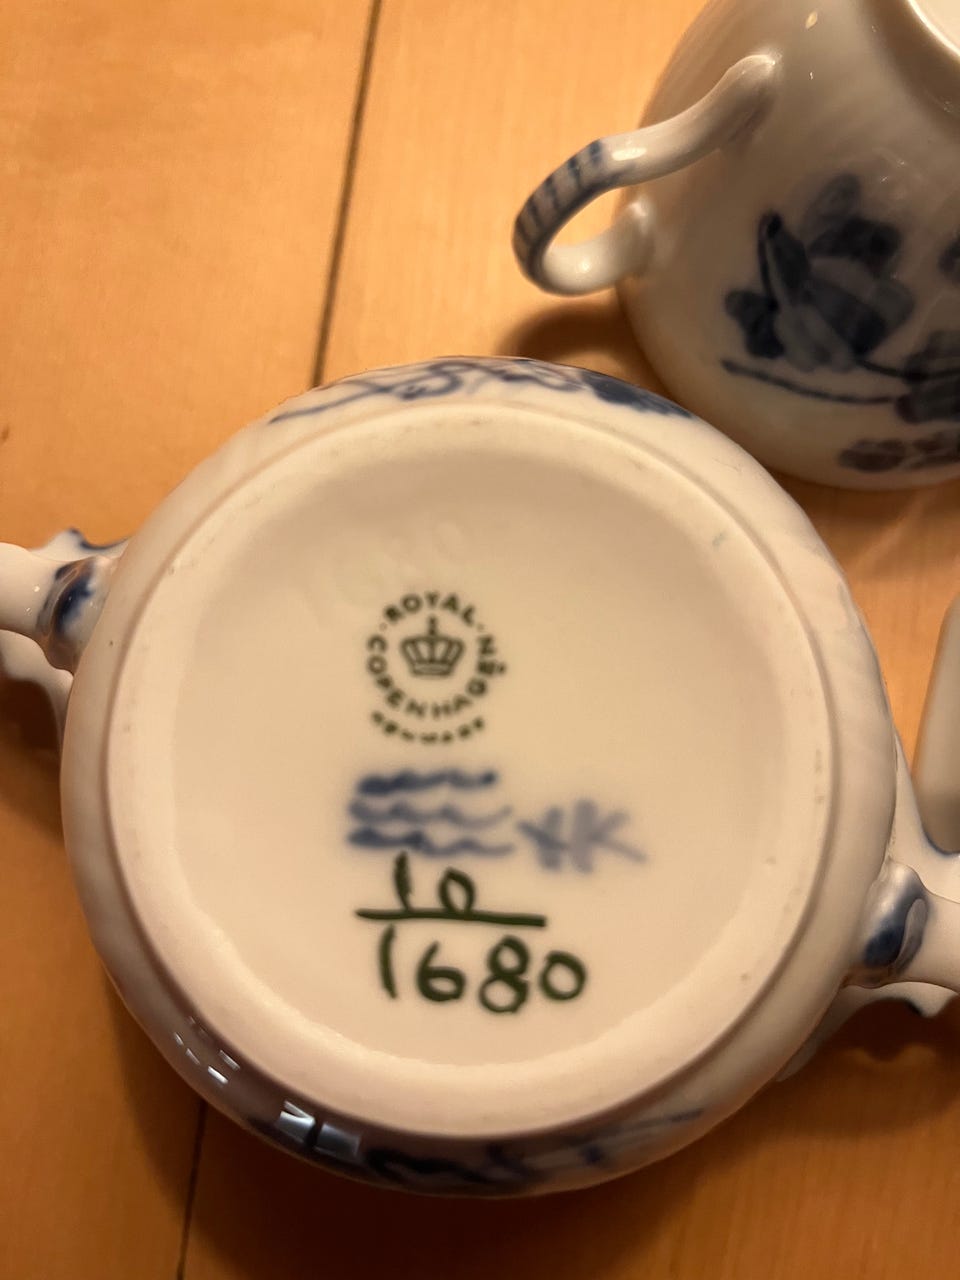 ROYAL
COPENHAGEN
DENMARK
10
1680